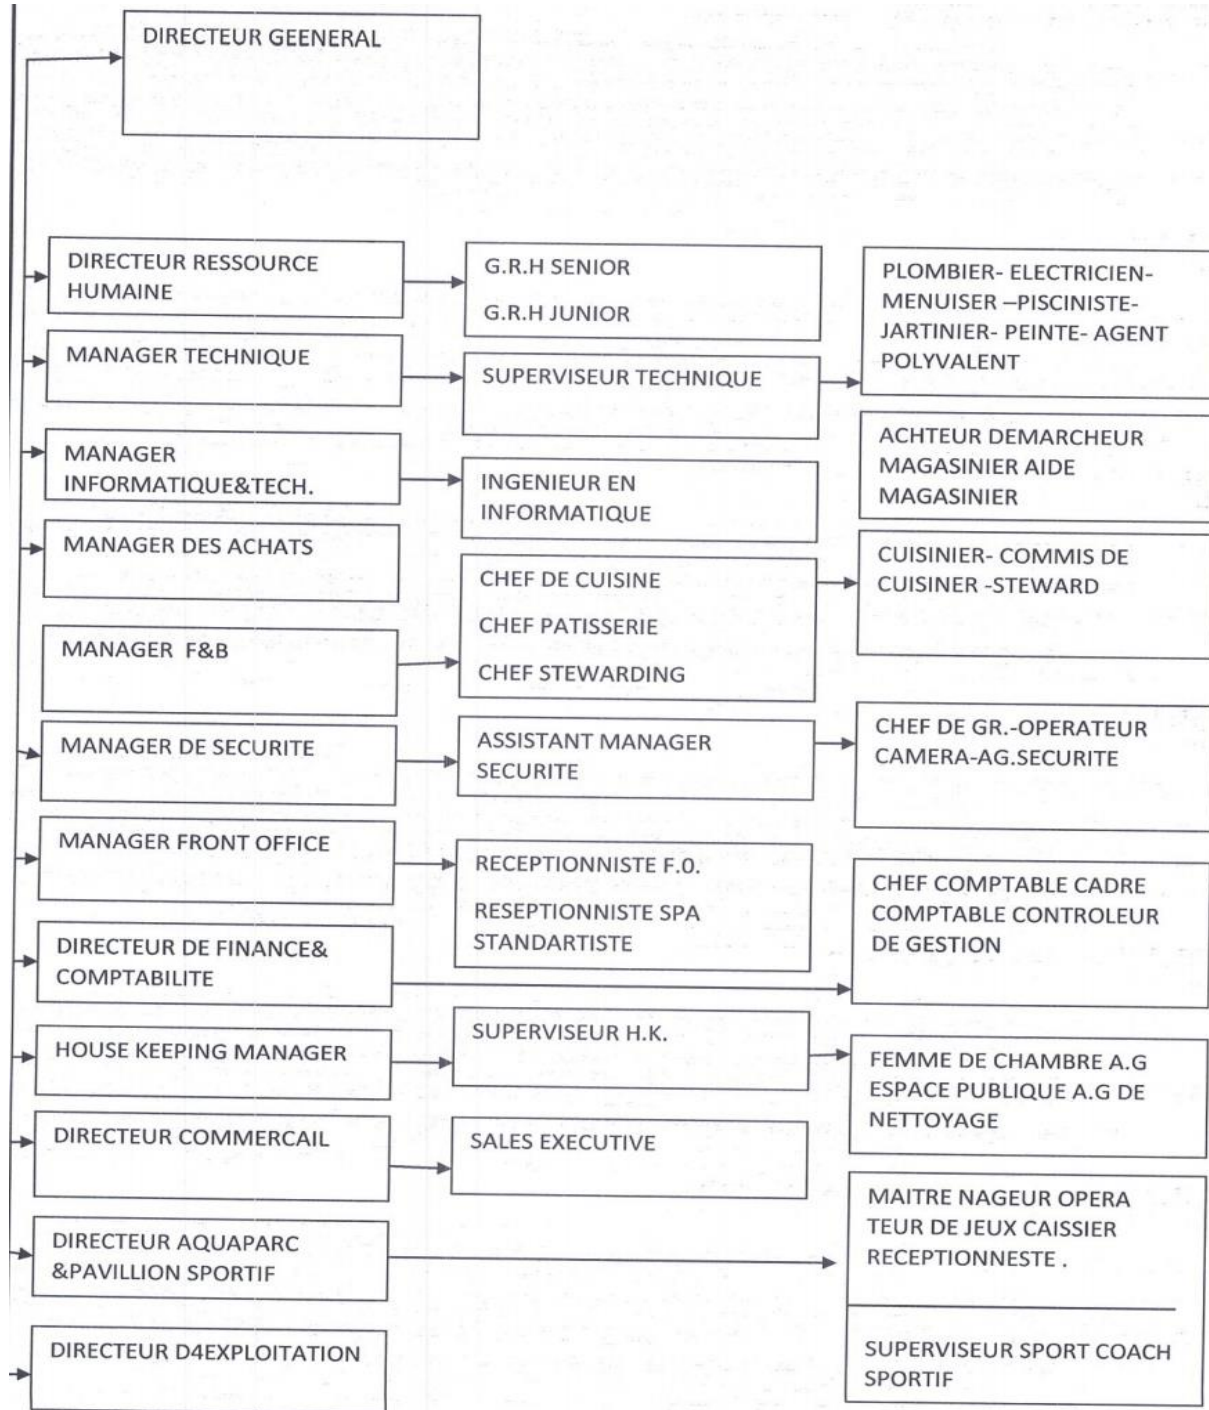 DIRECTEUR GEENERAL
DIRECTEUR RESSOURCE
HUMAINE
G.R.H SENIOR
G.R.H JUNIOR
PLOMBIER- ELECTRICIEN-
MENUISER –PISCINISTE-
JARTINIER- PEINTE- AGENT
POLYVALENT
MANAGER TECHNIQUE
SUPERVISEUR TECHNIQUE
MANAGER
INFORMATIQUE&TECH.
INGENIEUR EN
INFORMATIQUE
ACHTEUR DEMARCHEUR
MAGASINIER AIDE
MAGASINIER
MANAGER DES ACHATS
MANAGER F&B
CHEF DE CUISINE
CHEF PATISSERIE
CHEF STEWARDING
CUISINIER- COMMIS DE
CUISINER -STEWARD
MANAGER DE SECURITE
ASSISTANT MANAGER
SECURITE
CHEF DE GR.-OPERATEUR
CAMERA-AG.SECURITE
MANAGER FRONT OFFICE
RECEPTIONNISTE F.0.
RESEPTIONNISTE SPA
STANDARTISTE
DIRECTEUR DE FINANCE&
COMPTABILITE
CHEF COMPTABLE CADRE
COMPTABLE CONTROLEUR
DE GESTION
HOUSE KEEPING MANAGER
SUPERVISEUR H.K.
FEMME DE CHAMBRE A.G
ESPACE PUBLIQUE A.G DE
NETTOYAGE
DIRECTEUR COMMERCAIL
SALES EXECUTIVE
DIRECTEUR AQUAPARC
&PAVILLION SPORTIF
MAITRE NAGEUR OPERA
TEUR DE JEUX CAISSIER
RECEPTIONNESTE .
SUPERVISEUR SPORT COACH
SPORTIF
DIRECTEUR D4EXPLOITATION